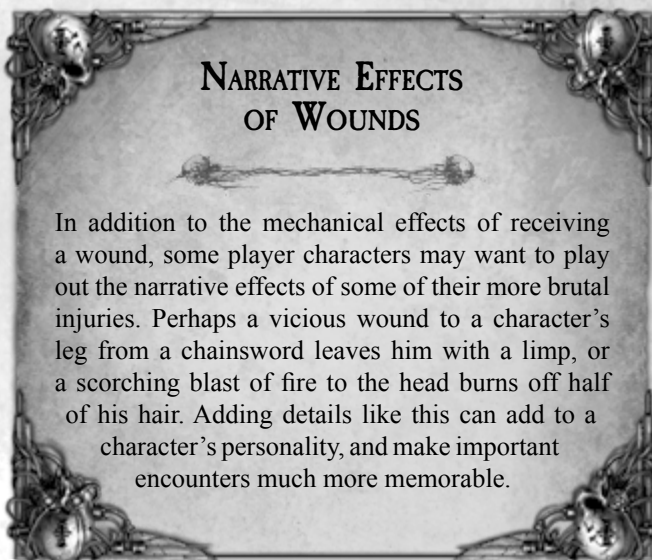 Narrative Effects
of Wounds
In addition to the mechanical effects of receiving
a wound, some player characters may want to play
out the narrative effects of some of their more brutal
injuries. Perhaps a vicious wound to a character's
leg from a chainsword leaves him with a limp, or
a scorching blast of fire to the head burns off half
of his hair. Adding details like this can add to a
character's personality, and make important
encounters much more memorable.